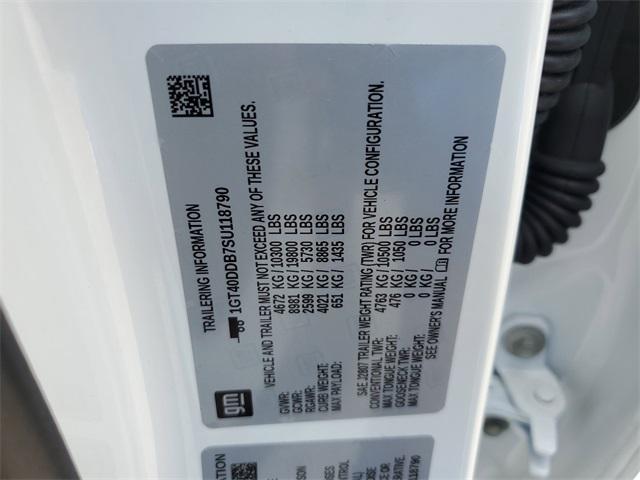 TRAILERING INFORMATION
1GT40DDB7SU118790
VEHICLE AND TRAILER MUST NOT EXCEED ANY OF THESE VALUES.
GVWR: 4672 KG / 10300 LBS
GCWR: 8981 KG / 19800 LBS
RGAWR: 2599 KG / 5730 LBS
CURB WEIGHT: 4021 KG / 8865 LBS
MAX PAYLOAD: 651 KG / 1435 LBS
SAE J2807 TRAILER WEIGHT RATING (TWR) FOR VEHICLE CONFIGURATION.
CONVENTIONAL TWR: 4763 KG / 10500 LBS
MAX TONGUE WEIGHT: 476 KG / 1050 LBS
GOOSENECK TWR: 0 KG / 0 LBS
MAX TONGUE WEIGHT: 0 KG / 0 LBS
SEE OWNER'S MANUAL FOR MORE INFORMATION
gm